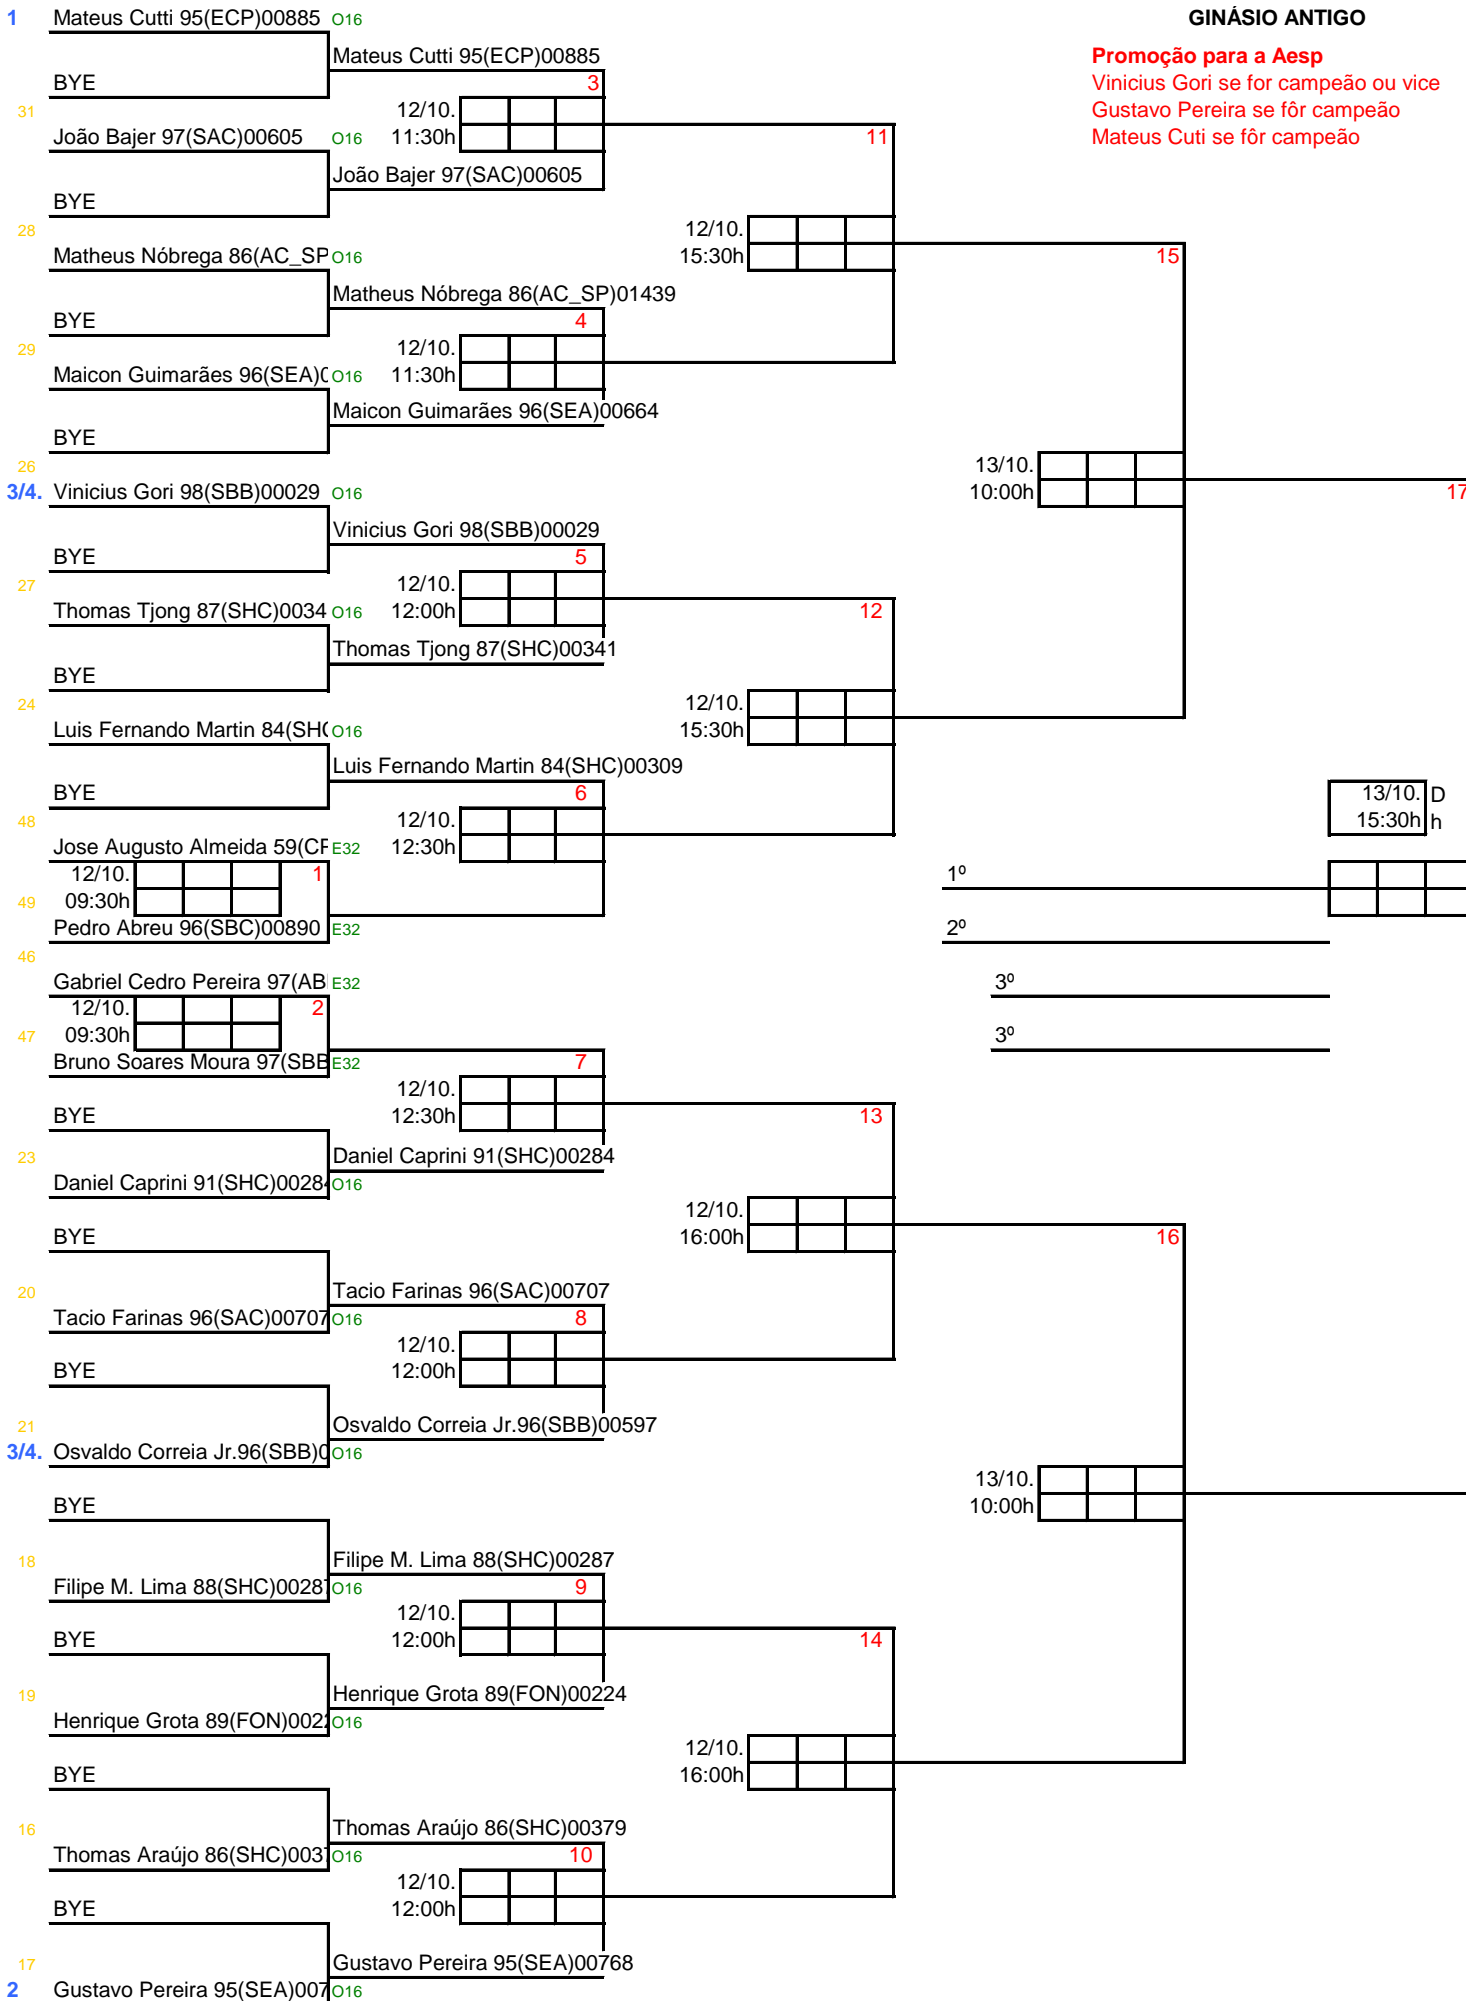 GINÁSIO ANTIGO
1 Mateus Cutti 95(ECP)00885 O16
Mateus Cutti 95(ECP)00885
Promoção para a Aesp
BYE 3
Vinicius Gori se for campeão ou vice
31 12/10.
Gustavo Pereira se fôr campeão
João Bajer 97(SAC)00605 O16 11:30h 11
Mateus Cuti se fôr campeão
João Bajer 97(SAC)00605
BYE
28 12/10.
Matheus Nóbrega 86(AC_SP O16 15:30h 15
Matheus Nóbrega 86(AC_SP)01439
BYE 4
29 12/10.
Maicon Guimarães 96(SEA)0 O16 11:30h
Maicon Guimarães 96(SEA)00664
BYE
26 13/10.
3/4. Vinicius Gori 98(SBB)00029 O16 10:00h 17
Vinicius Gori 98(SBB)00029
BYE 5
27 12/10.
Thomas Tjong 87(SHC)0034 O16 12:00h 12
Thomas Tjong 87(SHC)00341
BYE
24 12/10.
Luis Fernando Martin 84(SHC O16 15:30h
Luis Fernando Martin 84(SHC)00309
BYE 6 13/10. D
48 12/10. 15:30h h
Jose Augusto Almeida 59(CF E32 12:30h
12/10. 1 1º
49 09:30h
Pedro Abreu 96(SBC)00890 E32 2º
46
Gabriel Cedro Pereira 97(AB E32 3º
12/10. 2
47 09:30h 3º
Bruno Soares Moura 97(SBB E32 7
12/10.
BYE 12:30h 13
23 Daniel Caprini 91(SHC)00284
Daniel Caprini 91(SHC)00284 O16
12/10.
BYE 16:00h 16
20 Tacio Farinas 96(SAC)00707
Tacio Farinas 96(SAC)00707 O16 8
12/10.
BYE 12:00h
21 Osvaldo Correia Jr.96(SBB)00597
3/4. Osvaldo Correia Jr.96(SBB)0 O16
13/10.
BYE 10:00h
18 Filipe M. Lima 88(SHC)00287
Filipe M. Lima 88(SHC)00287 O16 9
12/10.
BYE 12:00h 14
19 Henrique Grota 89(FON)00224
Henrique Grota 89(FON)0022 O16
12/10.
BYE 16:00h
16 Thomas Araújo 86(SHC)00379
Thomas Araújo 86(SHC)0037 O16 10
12/10.
BYE 12:00h
17 Gustavo Pereira 95(SEA)00768
2 Gustavo Pereira 95(SEA)007 O16